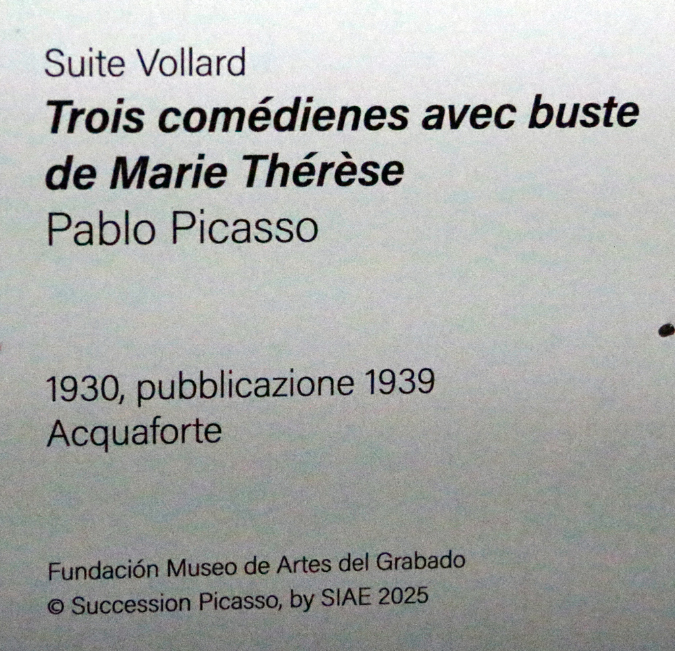 Suite Vollard
Trois comédienes avec buste
de Marie Thérèse
Pablo Picasso
1930, pubblicazione 1939
Acquaforte
Fundación Museo de Artes del Grabado
© Succession Picasso, by SIAE 2025